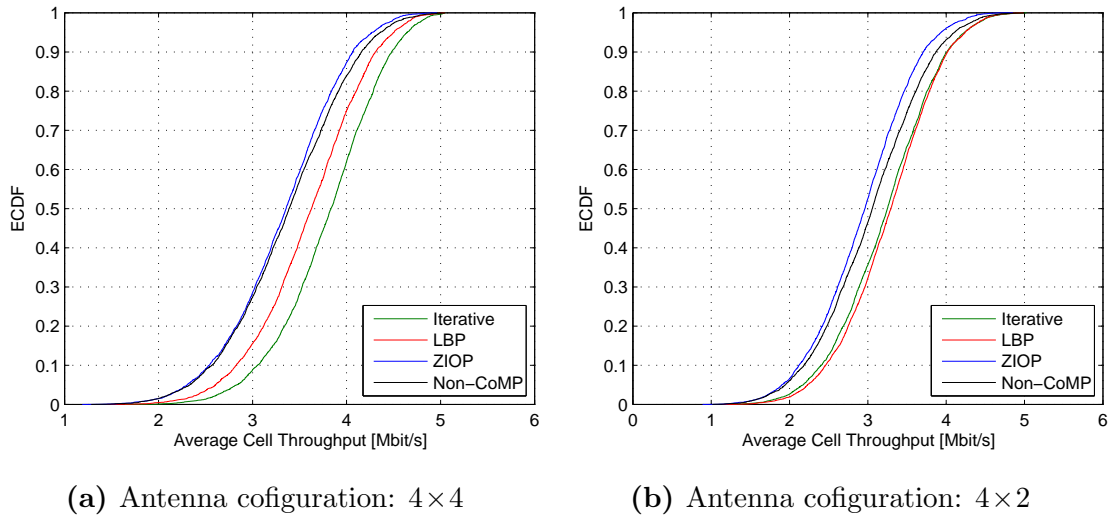 1
0.9
0.8
0.7
0.6
0.5
0.4
0.3
0.2
0.1
0
ECDF
1 2 3 4 5 6
Average Cell Throughput [Mbit/s]
Iterative
LBP
ZIOP
Non−CoMP
(a) Antenna cofiguration: 4×4
1
0.9
0.8
0.7
0.6
0.5
0.4
0.3
0.2
0.1
0
ECDF
0 1 2 3 4 5 6
Average Cell Throughput [Mbit/s]
Iterative
LBP
ZIOP
Non−CoMP
(b) Antenna cofiguration: 4×2